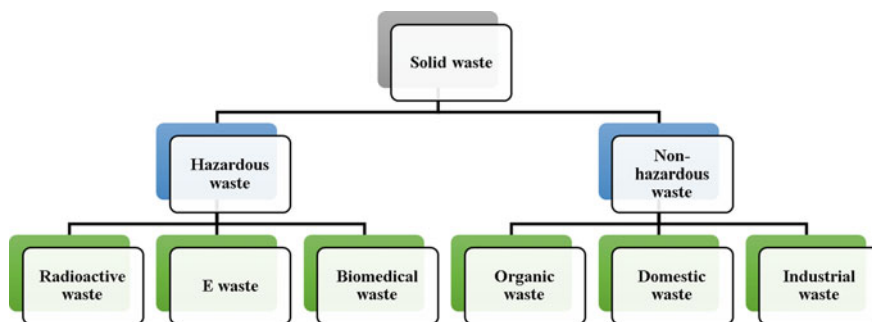 Solid waste
Hazardous
waste
Non-
hazardous
waste
Radioactive
waste
E waste
Biomedical
waste
Organic
waste
Domestic
waste
Industrial
waste